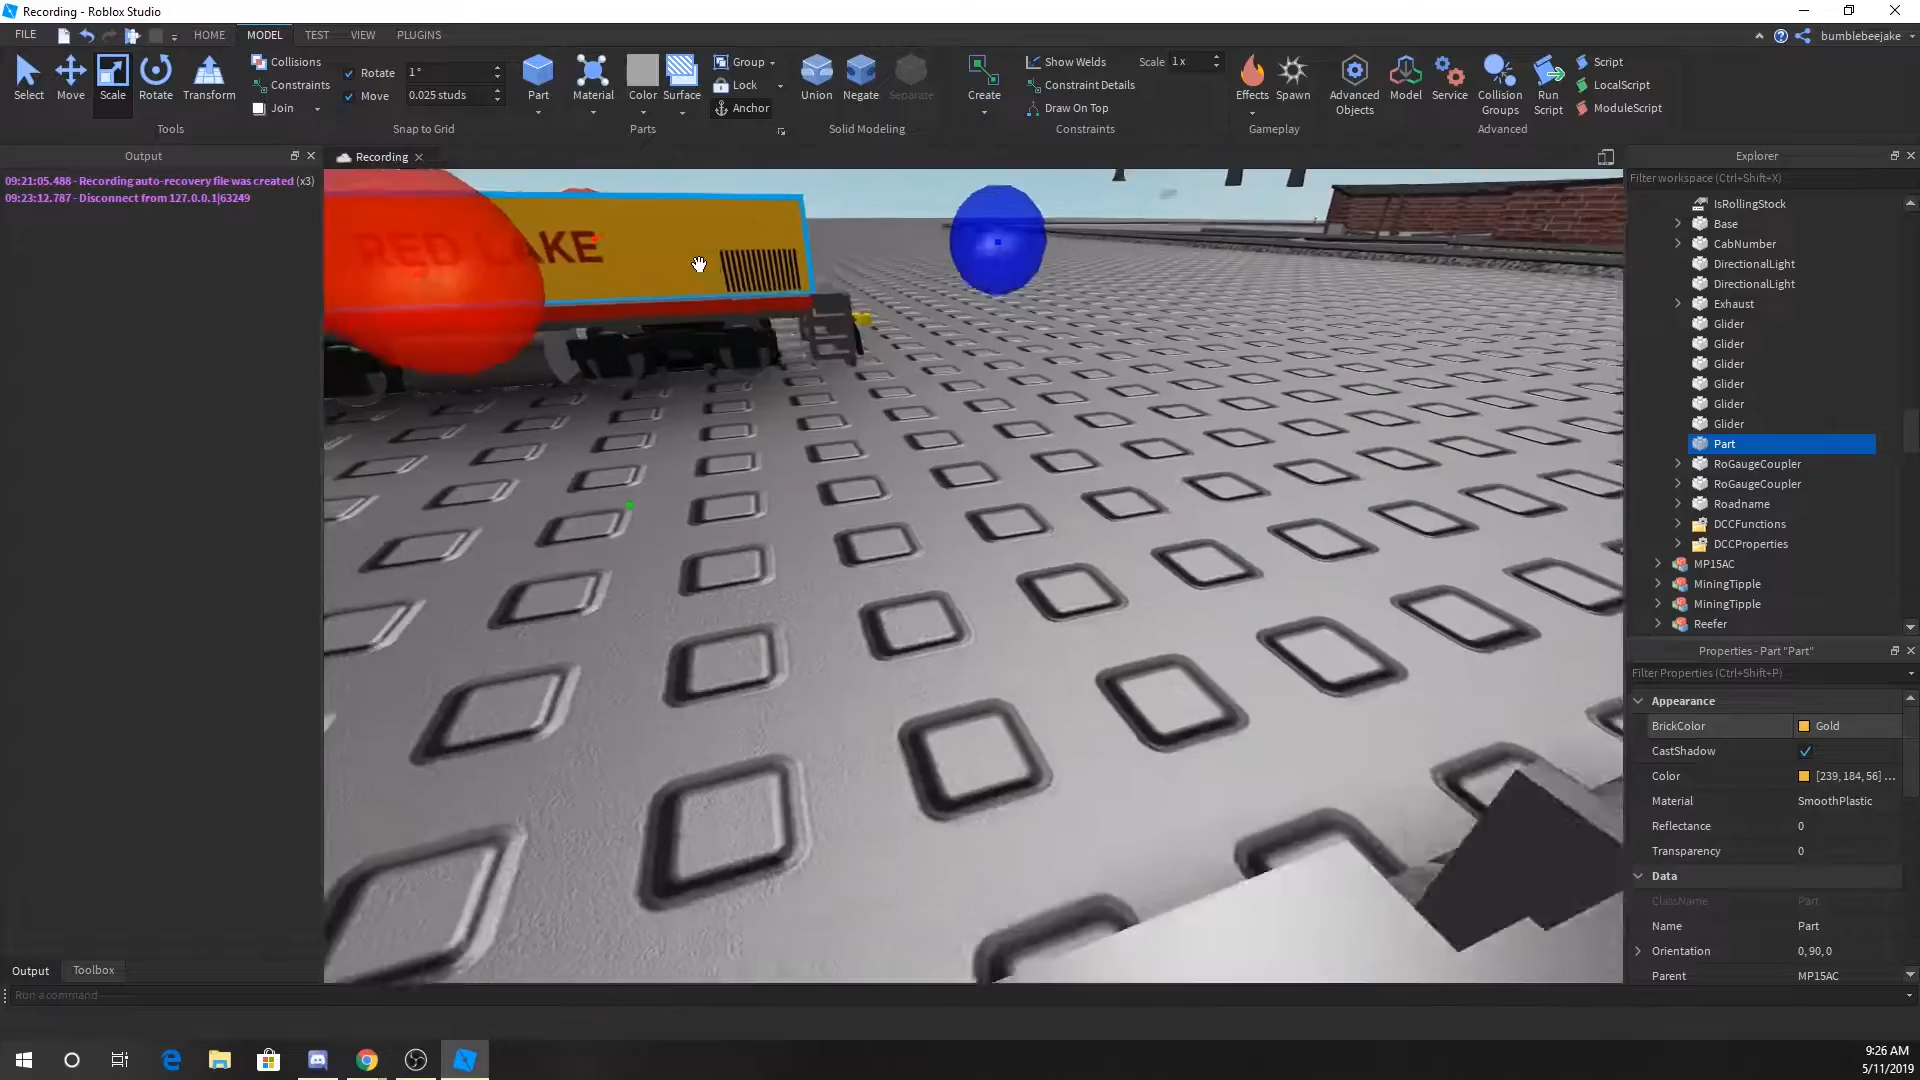 Recording - Roblox Studio
FILE HOME MODEL TEST VIEW PLUGINS bumblebeejake
Select Move Scale Rotate Transform
Collisions
Constraints
Join
Tools
Rotate 1°
Move 0.025 studs
Snap to Grid
Part Material Color Surface
Group
Lock
Anchor
Parts
Union Negate Separate
Solid Modeling
Create
Show Welds
Constraint Details
Draw On Top
Scale 1 x
Constraints
Effects Spawn
Gameplay
Advanced Objects
Model Service
Collision Groups
Run Script
Script
LocalScript
ModuleScript
Advanced
Output
09:21:05.488 - Recording auto-recovery file was created (x3)
09:23:12.787 - Disconnect from 127.0.0.1|63249
Recording
RED LAKE
Explorer
Filter workspace (Ctrl+Shift+X)
IsRollingStock
Base
CabNumber
DirectionalLight
DirectionalLight
Exhaust
Glider
Glider
Glider
Glider
Glider
Glider
Part
RoGaugeCoupler
RoGaugeCoupler
Roadname
DCCFunctions
DCCProperties
MP15AC
MiningTipple
MiningTipple
Reefer
Properties - Part "Part"
Filter Properties (Ctrl+Shift+P)
Appearance
BrickColor Gold
CastShadow
Color [239, 184, 56] ...
Material SmoothPlastic
Reflectance 0
Transparency 0
Data
ClassName Part
Name Part
Orientation 0, 90, 0
Parent MP15AC
Output Toolbox
Run a command
9:26 AM
5/11/2019